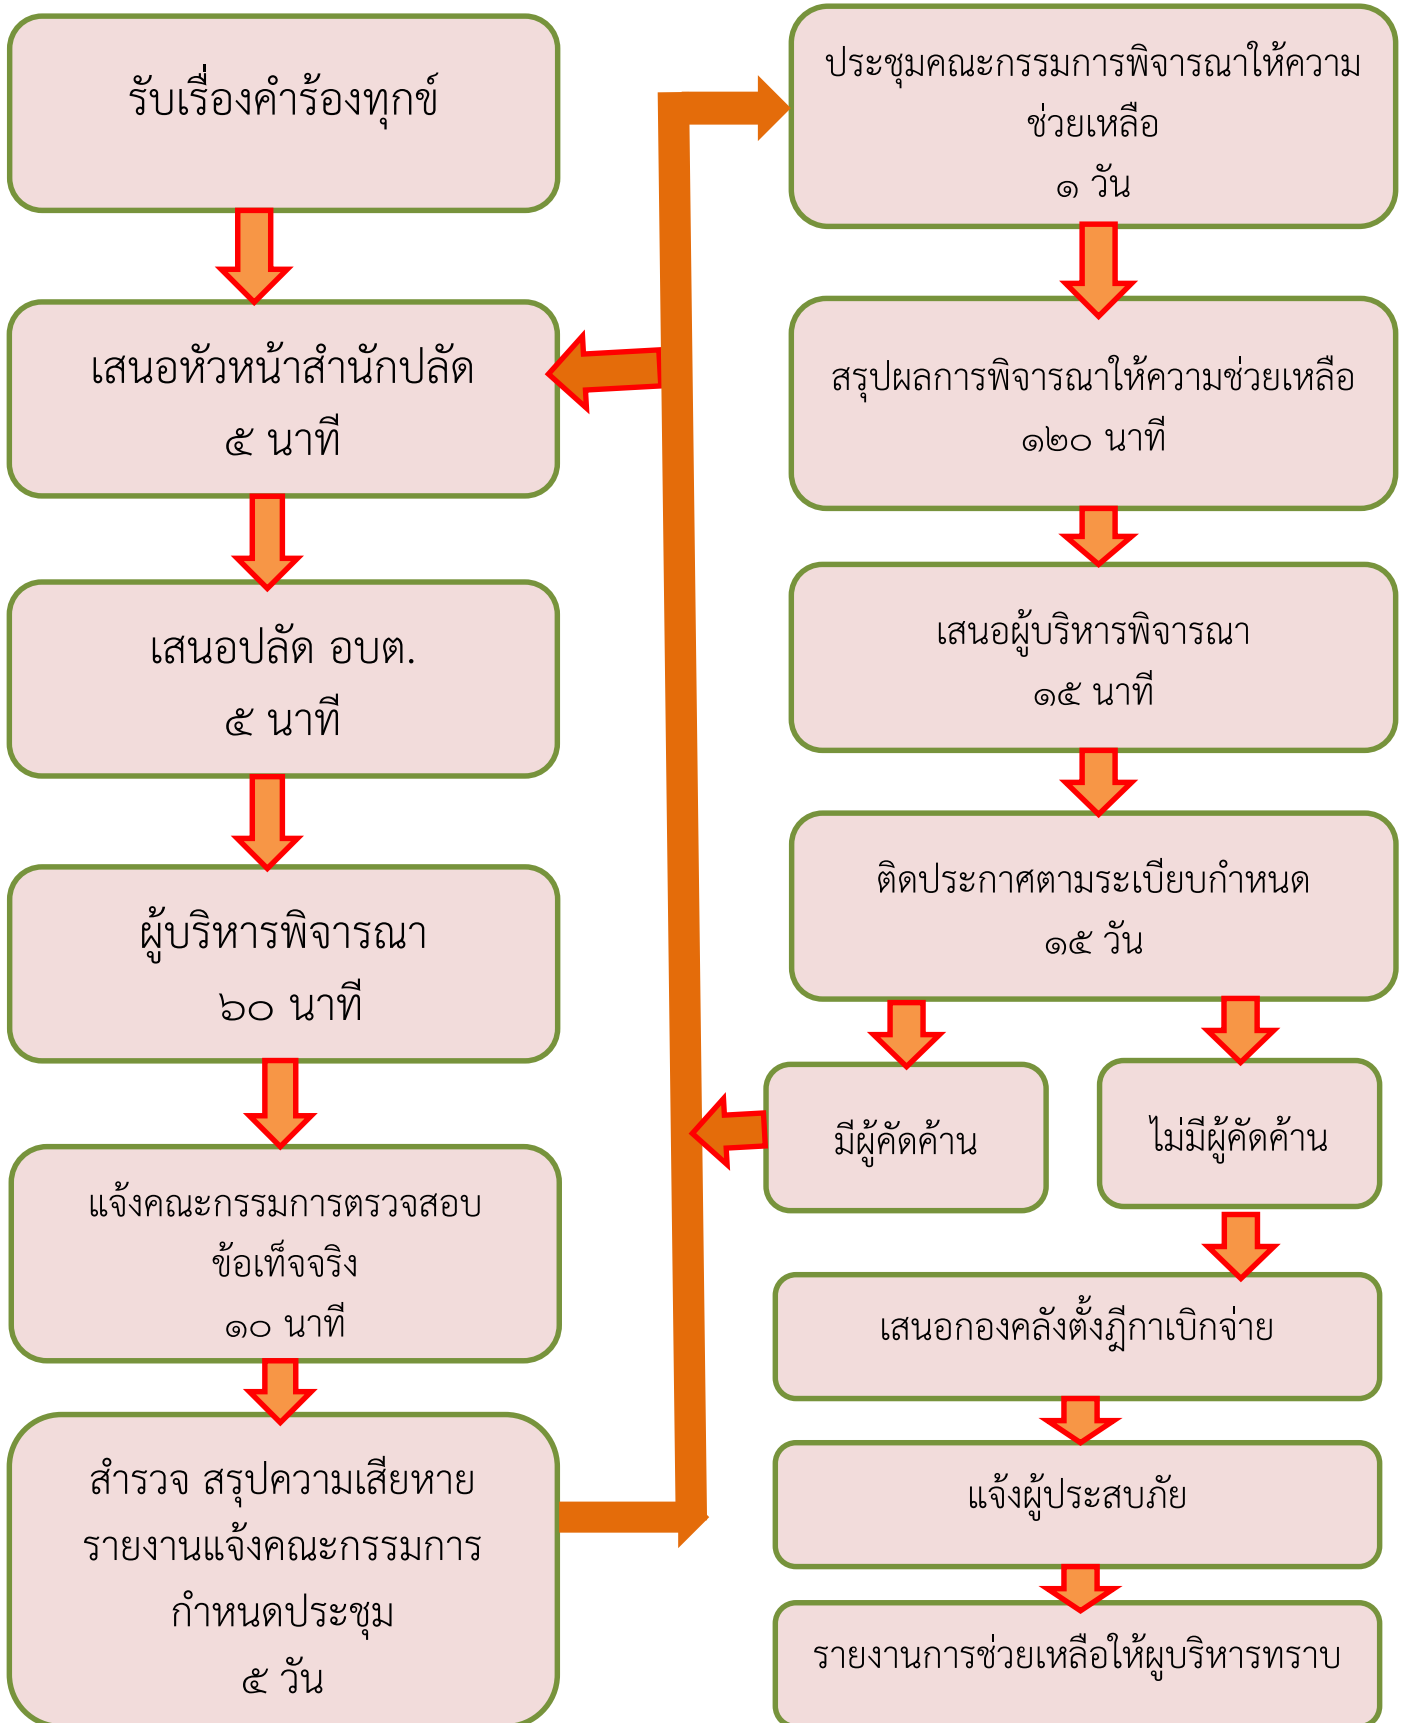 รับเรื่องคำร้องทุกข์
เสนอหัวหน้าสำนักปลัด
๕ นาที
เสนอปลัด อบต.
๕ นาที
ผู้บริหารพิจารณา
๖๐ นาที
แจ้งคณะกรรมการตรวจสอบ
ข้อเท็จจริง
๑๐ นาที
สำรวจ สรุปความเสียหาย
รายงานแจ้งคณะกรรมการ
กำหนดประชุม
๕ วัน
ประชุมคณะกรรมการพิจารณาให้ความ
ช่วยเหลือ
๑ วัน
สรุปผลการพิจารณาให้ความช่วยเหลือ
๑๒๐ นาที
เสนอผู้บริหารพิจารณา
๑๕ นาที
ติดประกาศตามระเบียบกำหนด
๑๕ วัน
มีผู้คัดค้าน
ไม่มีผู้คัดค้าน
เสนอกองคลังตั้งฎีกาเบิกจ่าย
แจ้งผู้ประสบภัย
รายงานการช่วยเหลือให้ผูบริหารทราบ